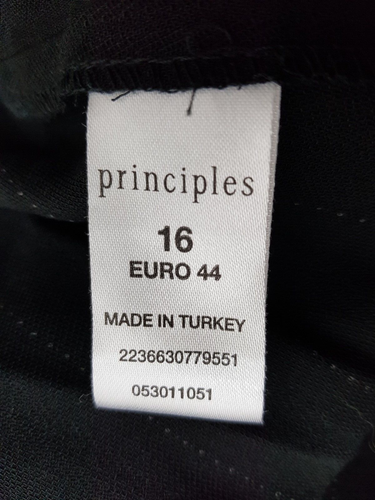 principles
16
EURO 44
MADE IN TURKEY
2236630779551
053011051